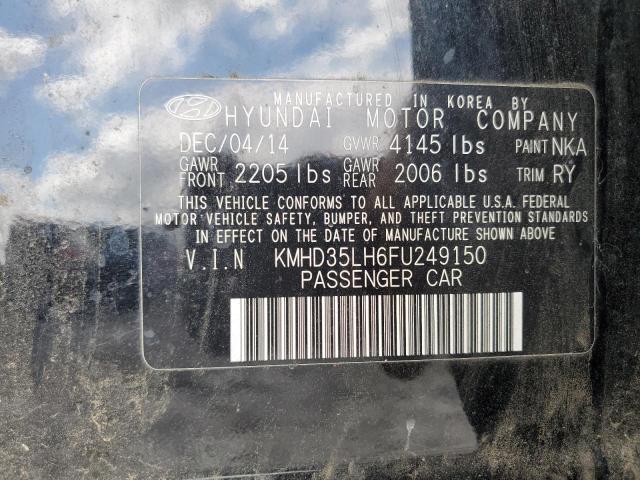 MANUFACTURED IN KOREA BY
HYUNDAI MOTOR COMPANY
DEC/04/14 GVWR 4145 lbs PAINT NKA
GAWR FRONT 2205 lbs GAWR REAR 2006 lbs TRIM RY
THIS VEHICLE CONFORMS TO ALL APPLICABLE U.S.A. FEDERAL
MOTOR VEHICLE SAFETY, BUMPER, AND THEFT PREVENTION STANDARDS
IN EFFECT ON THE DATE OF MANUFACTURE SHOWN ABOVE
V.I.N KMHD35LH6FU249150
PASSENGER CAR